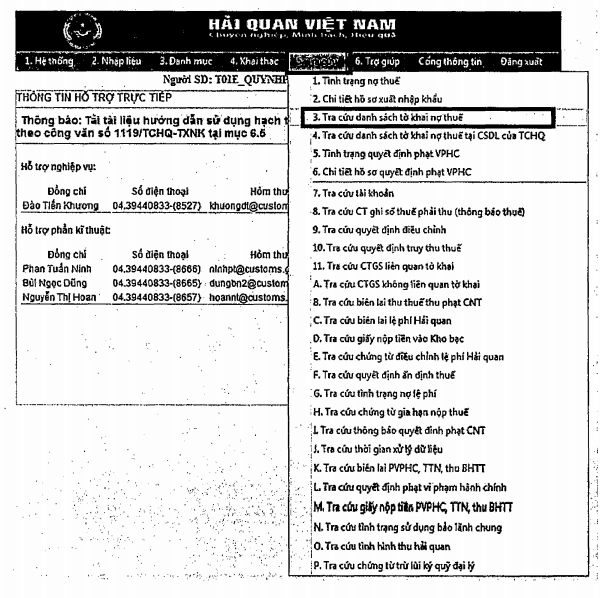 HẢI QUAN VIỆT NAM
Chuyên nghiệp, Minh bạch, Hiệu quả
1. Hệ thống 2. Nhập liệu 3. Danh mục 4. Khai thác 6. Trợ giúp Cổng thông tin Đăng xuất
Người SD: T01E_QUYNHP
THÔNG TIN HỖ TRỢ TRỰC TIẾP
Thông báo: Tải tài liệu hướng dẫn sử dụng hạch t
theo công văn số 1119/TCHQ-TXNK tại mục 6.5
Hỗ trợ nghiệp vụ:
Đồng chí Số điện thoại Hòm thư
Đào Tiến Khương 04.39440833-(8527) khuongdt@custom
Hỗ trợ phần kĩ thuật:
Đồng chí Số điện thoại Hòm thư
Phan Tuấn Ninh 04.39440833-(8666) ninhpt@customs.g
Bùi Ngọc Dũng 04.39440833-(8665) dungbn2@custom
Nguyễn Thị Hoan 04.39440833-(8657) hoannt@customs.
1. Tình trạng nợ thuế
2. Chi tiết hồ sơ xuất nhập khẩu
3. Tra cứu danh sách tờ khai nợ thuế
4. Tra cứu danh sách tờ khai nợ thuế tại CSDL của TCHQ
5. Tình trạng quyết định phạt VPHC
6. Chi tiết hồ sơ quyết định phạt VPHC
7. Tra cứu tài khoản
8. Tra cứu CT ghi số thuế phải thu (thông báo thuế)
9. Tra cứu quyết định điều chỉnh
10. Tra cứu quyết định truy thu thuế
11. Tra cứu CTGS liên quan tờ khai
A. Tra cứu CTGS không liên quan tờ khai
B. Tra cứu biên lai thu thuế thu phạt CNT
C. Tra cứu biên lai lệ phí Hải quan
D. Tra cứu giấy nộp tiền vào Kho bạc
E. Tra cứu chứng từ điều chỉnh lệ phí Hải quan
F. Tra cứu quyết định ấn định thuế
G. Tra cứu tình trạng nợ lệ phí
H. Tra cứu chứng từ gia hạn nộp thuế
I. Tra cứu thông báo quyết định phạt CNT
J. Tra cứu thời gian xử lý dữ liệu
K. Tra cứu biên lai PVPHC, TTN, thu BHTT
L. Tra cứu quyết định phạt vi phạm hành chính
M. Tra cứu giấy nộp tiền PVPHC, TTN, thu BHTT
N. Tra cứu tình trạng sử dụng bảo lãnh chung
O. Tra cứu tình hình thu hải quan
P. Tra cứu chứng từ trừ lùi ký quỹ đại lý